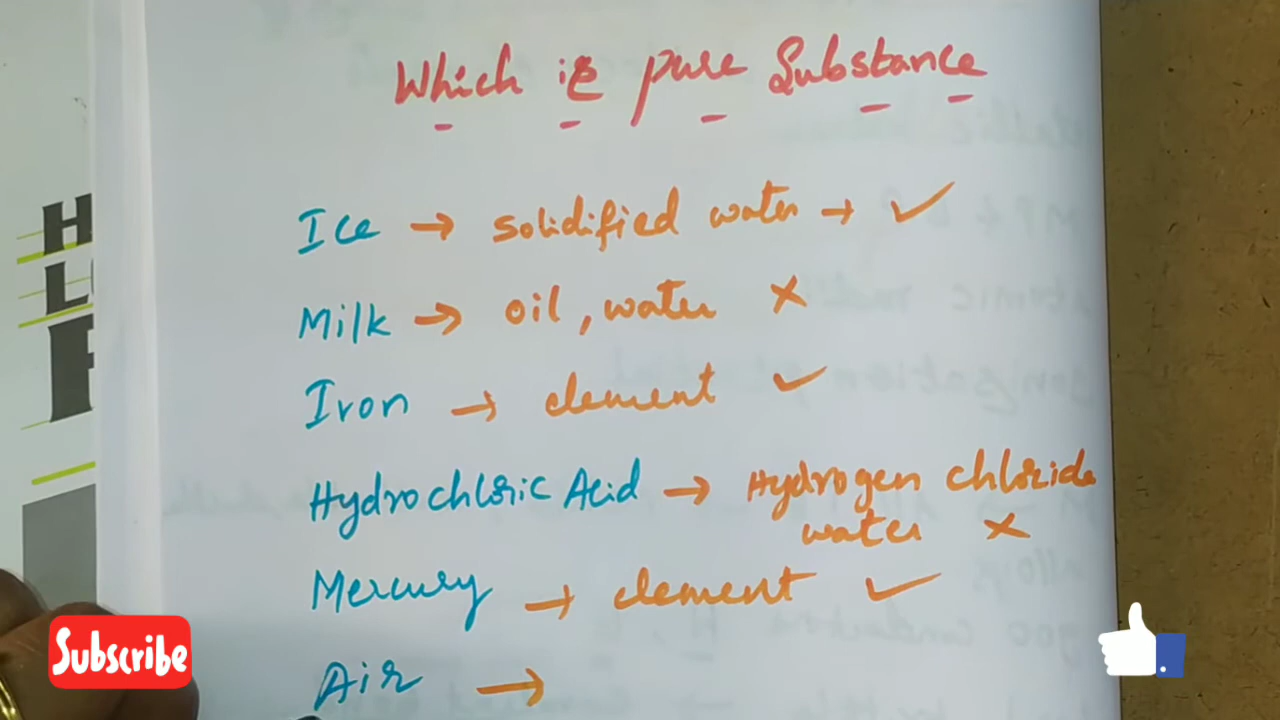 Which is pure Substance
Ice → solidified water → ✓
Milk → oil, water ✗
Iron → element ✓
Hydrochloric Acid → Hydrogen chloride
water ✗
Mercury → element ✓
Air →
Subscribe